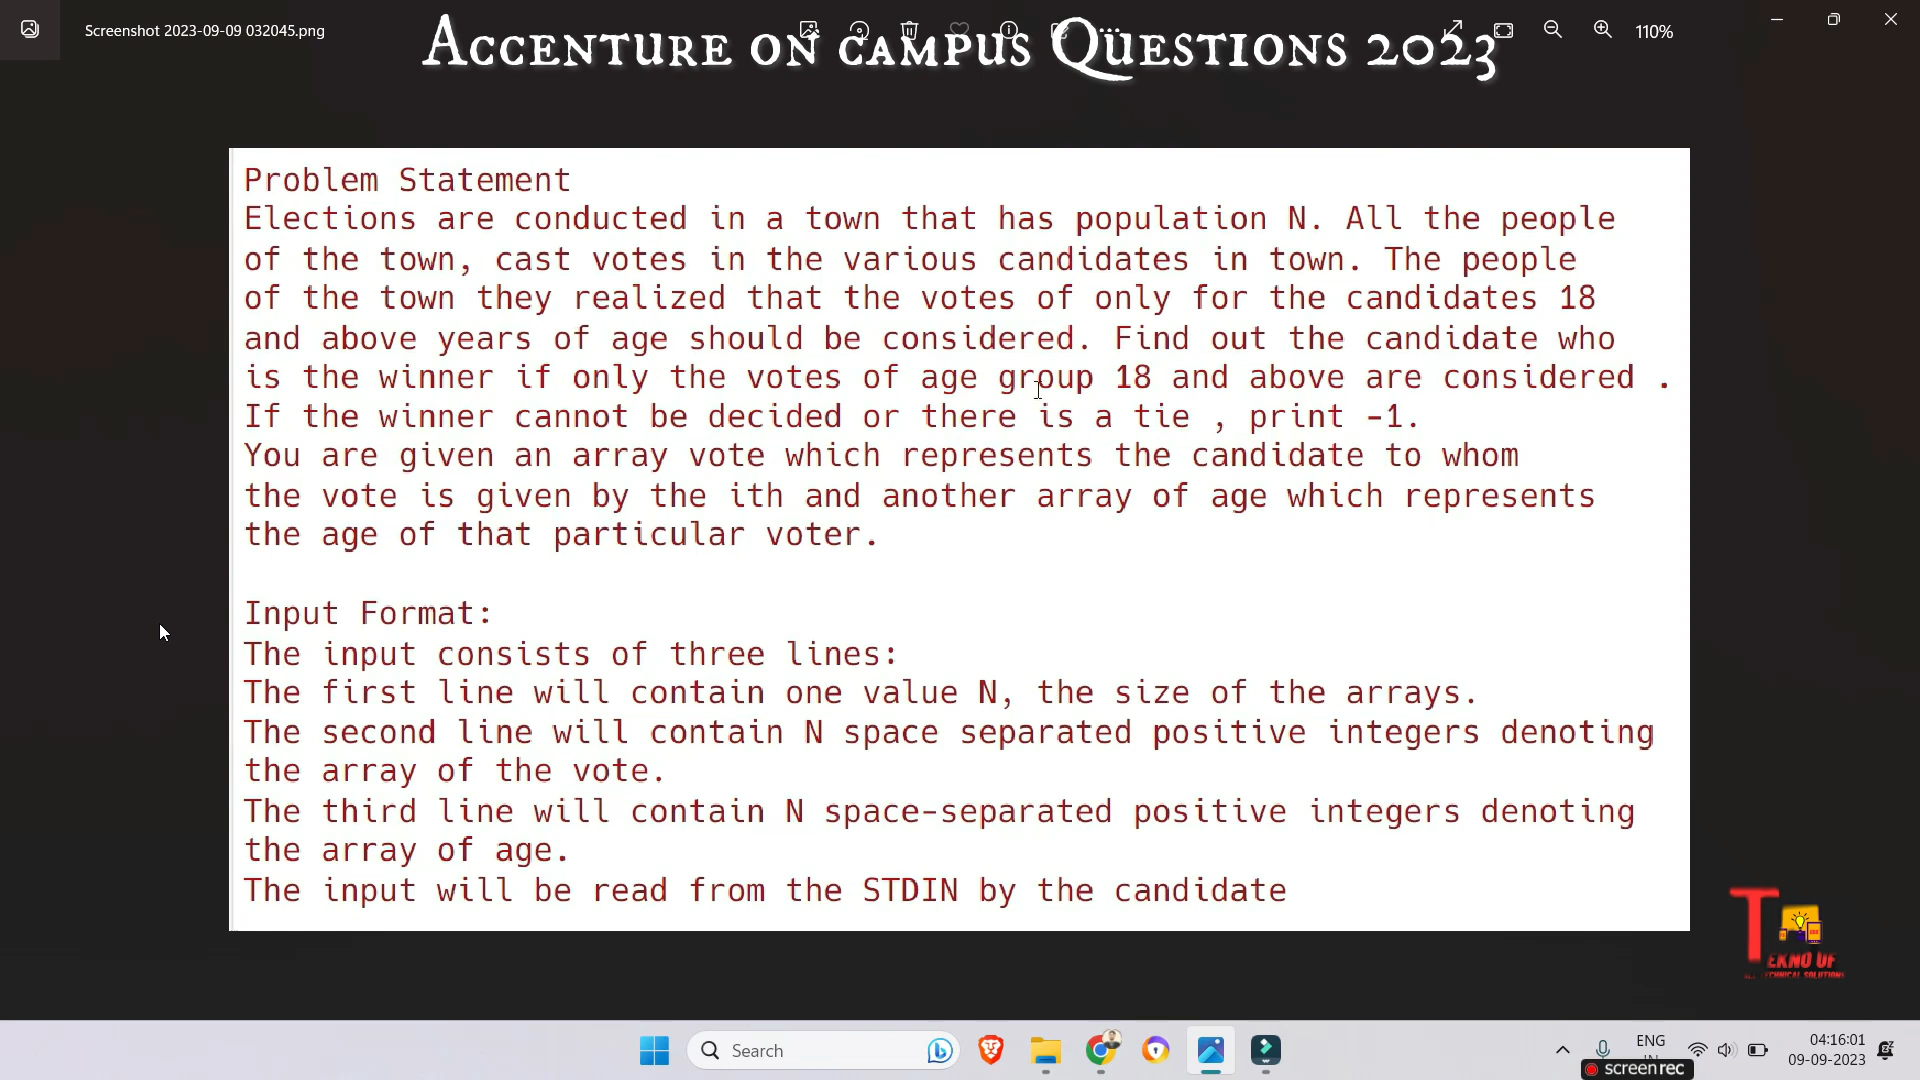 Screenshot 2023-09-09 032045.png
110%
Accenture on campus Questions 2023
Problem Statement
Elections are conducted in a town that has population N. All the people
of the town, cast votes in the various candidates in town. The people
of the town they realized that the votes of only for the candidates 18
and above years of age should be considered. Find out the candidate who
is the winner if only the votes of age group 18 and above are considered .
If the winner cannot be decided or there is a tie , print -1.
You are given an array vote which represents the candidate to whom
the vote is given by the ith and another array of age which represents
the age of that particular voter.
Input Format:
The input consists of three lines:
The first line will contain one value N, the size of the arrays.
The second line will contain N space separated positive integers denoting
the array of the vote.
The third line will contain N space-separated positive integers denoting
the array of age.
The input will be read from the STDIN by the candidate
TEKNO UF
ALL TECHNICAL SOLUTIONS
Search
ENG
IN
04:16:01
09-09-2023
screen rec